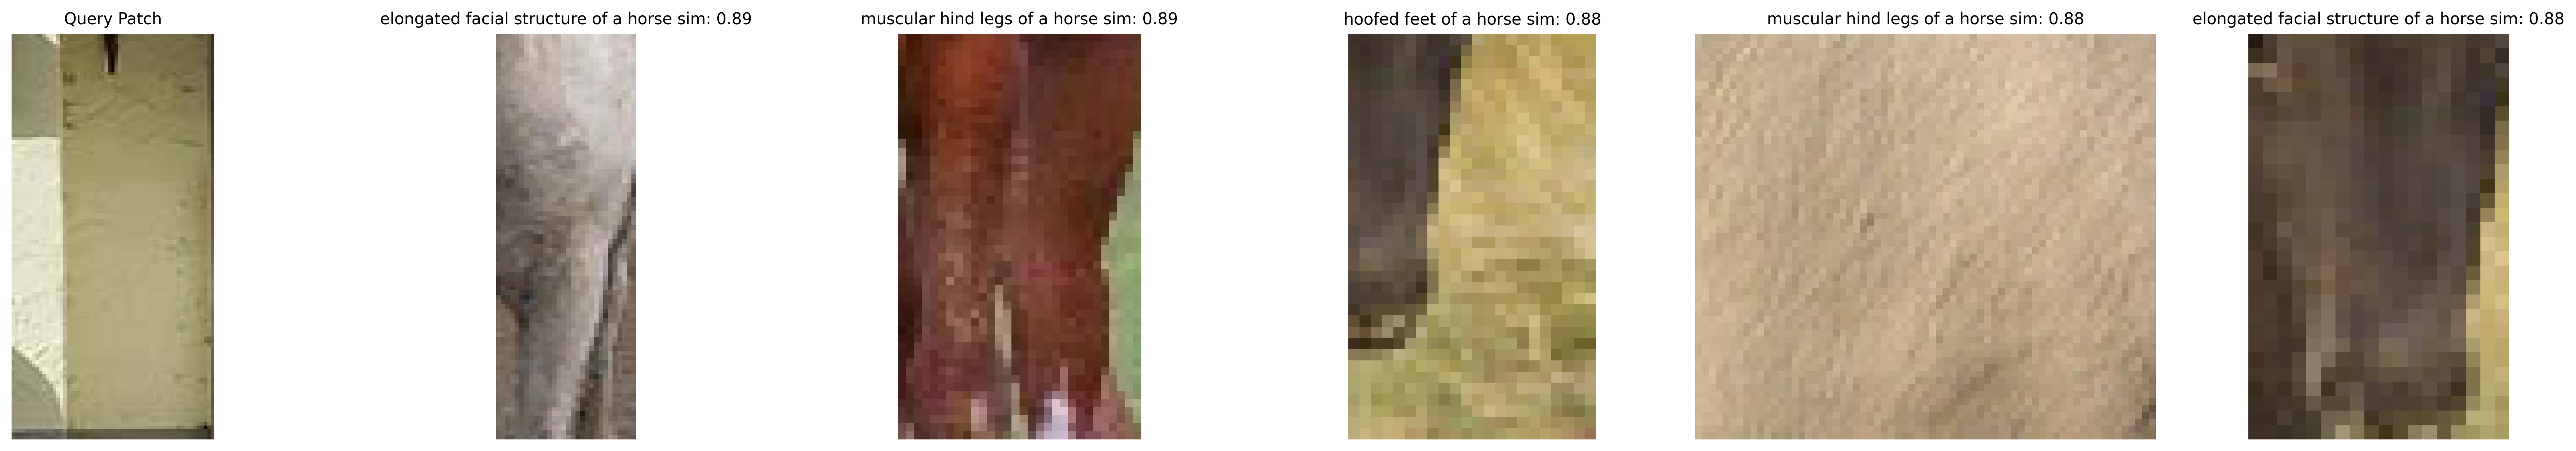 Query Patch
elongated facial structure of a horse sim: 0.89
muscular hind legs of a horse sim: 0.89
hoofed feet of a horse sim: 0.88
muscular hind legs of a horse sim: 0.88
elongated facial structure of a horse sim: 0.88